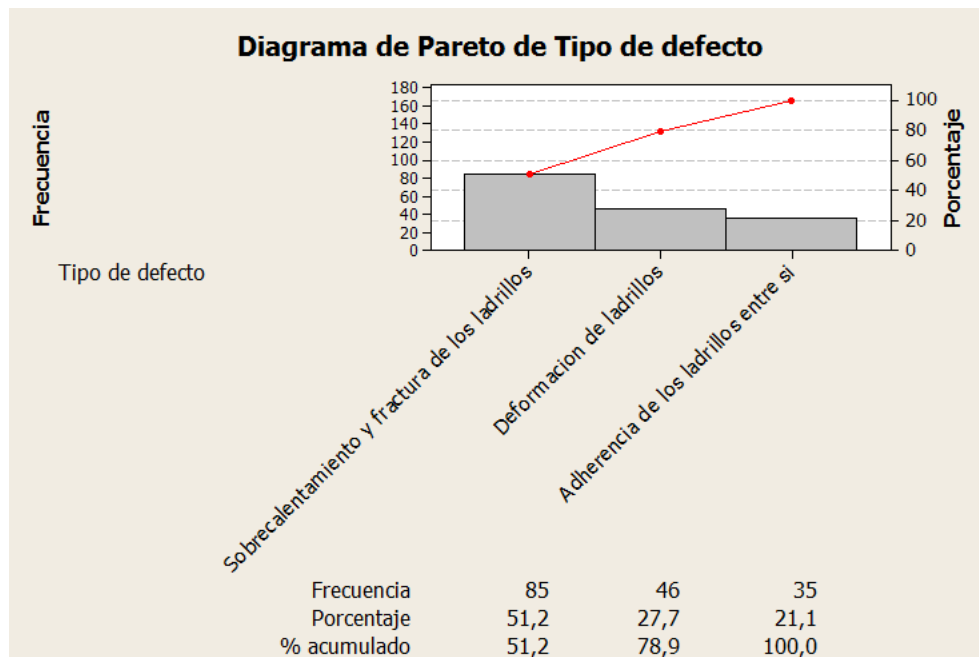 Diagrama de Pareto de Tipo de defecto
Frecuencia
180
160
140
120
100
80
60
40
20
0
100
80
60
40
20
0
Porcentaje
Tipo de defecto
Sobrecalentamiento y fractura de los ladrillos
Deformacion de ladrillos
Adherencia de los ladrillos entre si
Frecuencia 85 46 35
Porcentaje 51,2 27,7 21,1
% acumulado 51,2 78,9 100,0